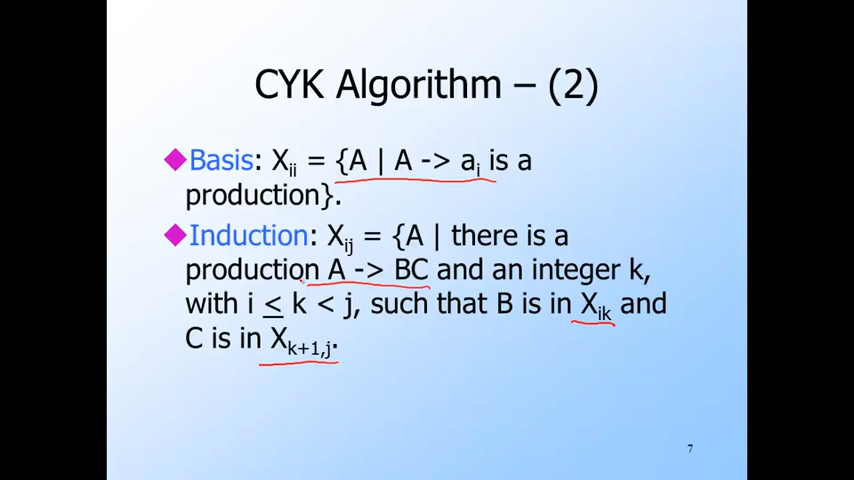 CYK Algorithm – (2)
Basis: Xii = {A | A -> ai is a
production}.
Induction: Xij = {A | there is a
production A -> BC and an integer k,
with i < k < j, such that B is in Xik and
C is in Xk+1,j.
7